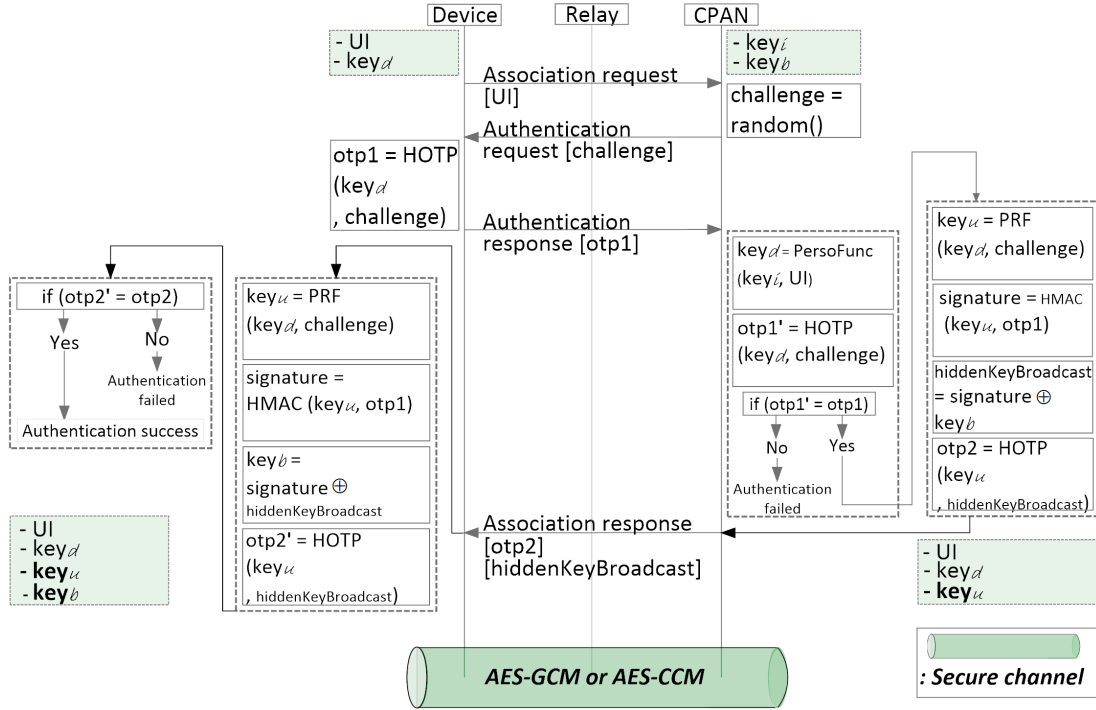 Device
Relay
CPAN
- UI
- key𝒹
- key𝒾
- key𝒷
Association request
[UI]
challenge =
random()
Authentication
request [challenge]
otp1 = HOTP
(key𝒹
, challenge)
Authentication
response [otp1]
key𝒹 = PersoFunc
(key𝒾, UI)
otp1' = HOTP
(key𝒹, challenge)
if (otp1' = otp1)
No
Yes
Authentication
failed
key𝓊 = PRF
(key𝒹, challenge)
signature = HMAC
(key𝓊, otp1)
hiddenKeyBroadcast
= signature ⊕
key𝒷
otp2 = HOTP
(key𝓊
, hiddenKeyBroadcast)
Association response
[otp2]
[hiddenKeyBroadcast]
key𝓊 = PRF
(key𝒹, challenge)
signature =
HMAC (key𝓊, otp1)
key𝒷 =
signature ⊕
hiddenKeyBroadcast
otp2' = HOTP
(key𝓊
, hiddenKeyBroadcast)
if (otp2' = otp2)
Yes
No
Authentication
failed
Authentication success
- UI
- key𝒹
- key𝓊
- key𝒷
- UI
- key𝒹
- key𝓊
AES-GCM or AES-CCM
: Secure channel